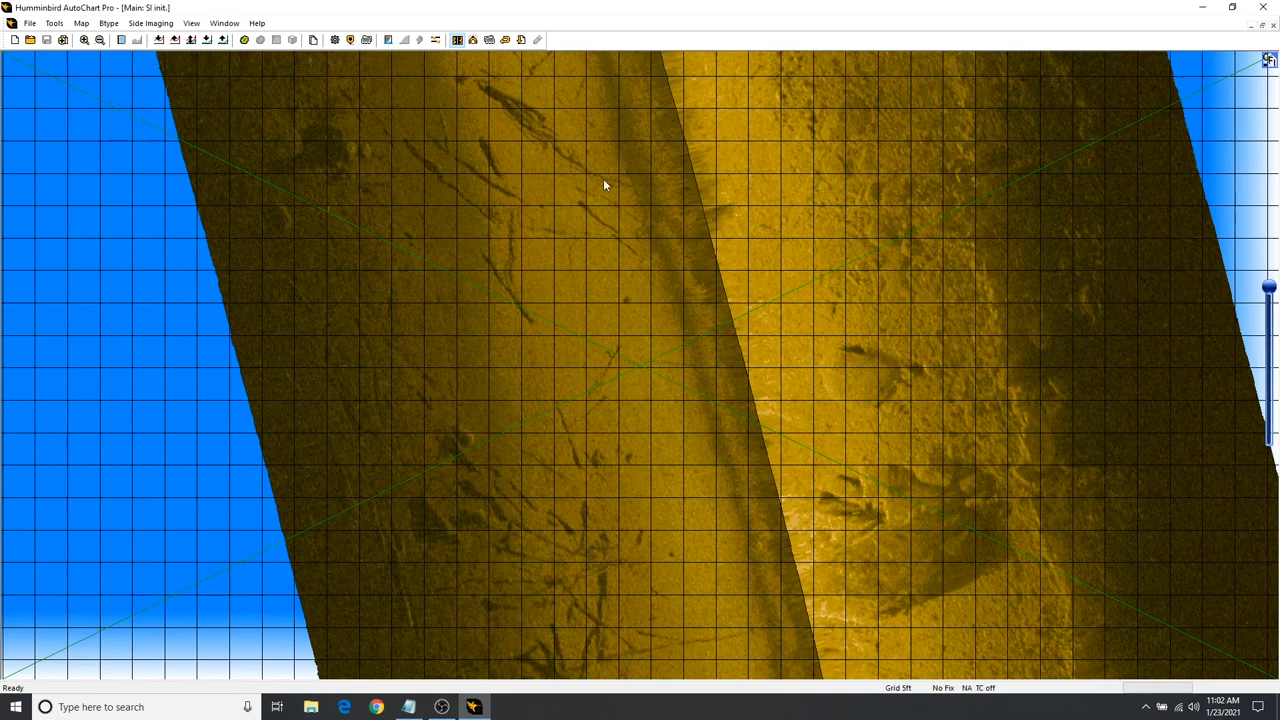 Humminbird AutoChart Pro - [Main: SI init.]
File Tools Map Btype Side Imaging View Window Help
Ready
Grid 5ft No Fix NA TC off
Type here to search
11:02 AM
1/23/2021